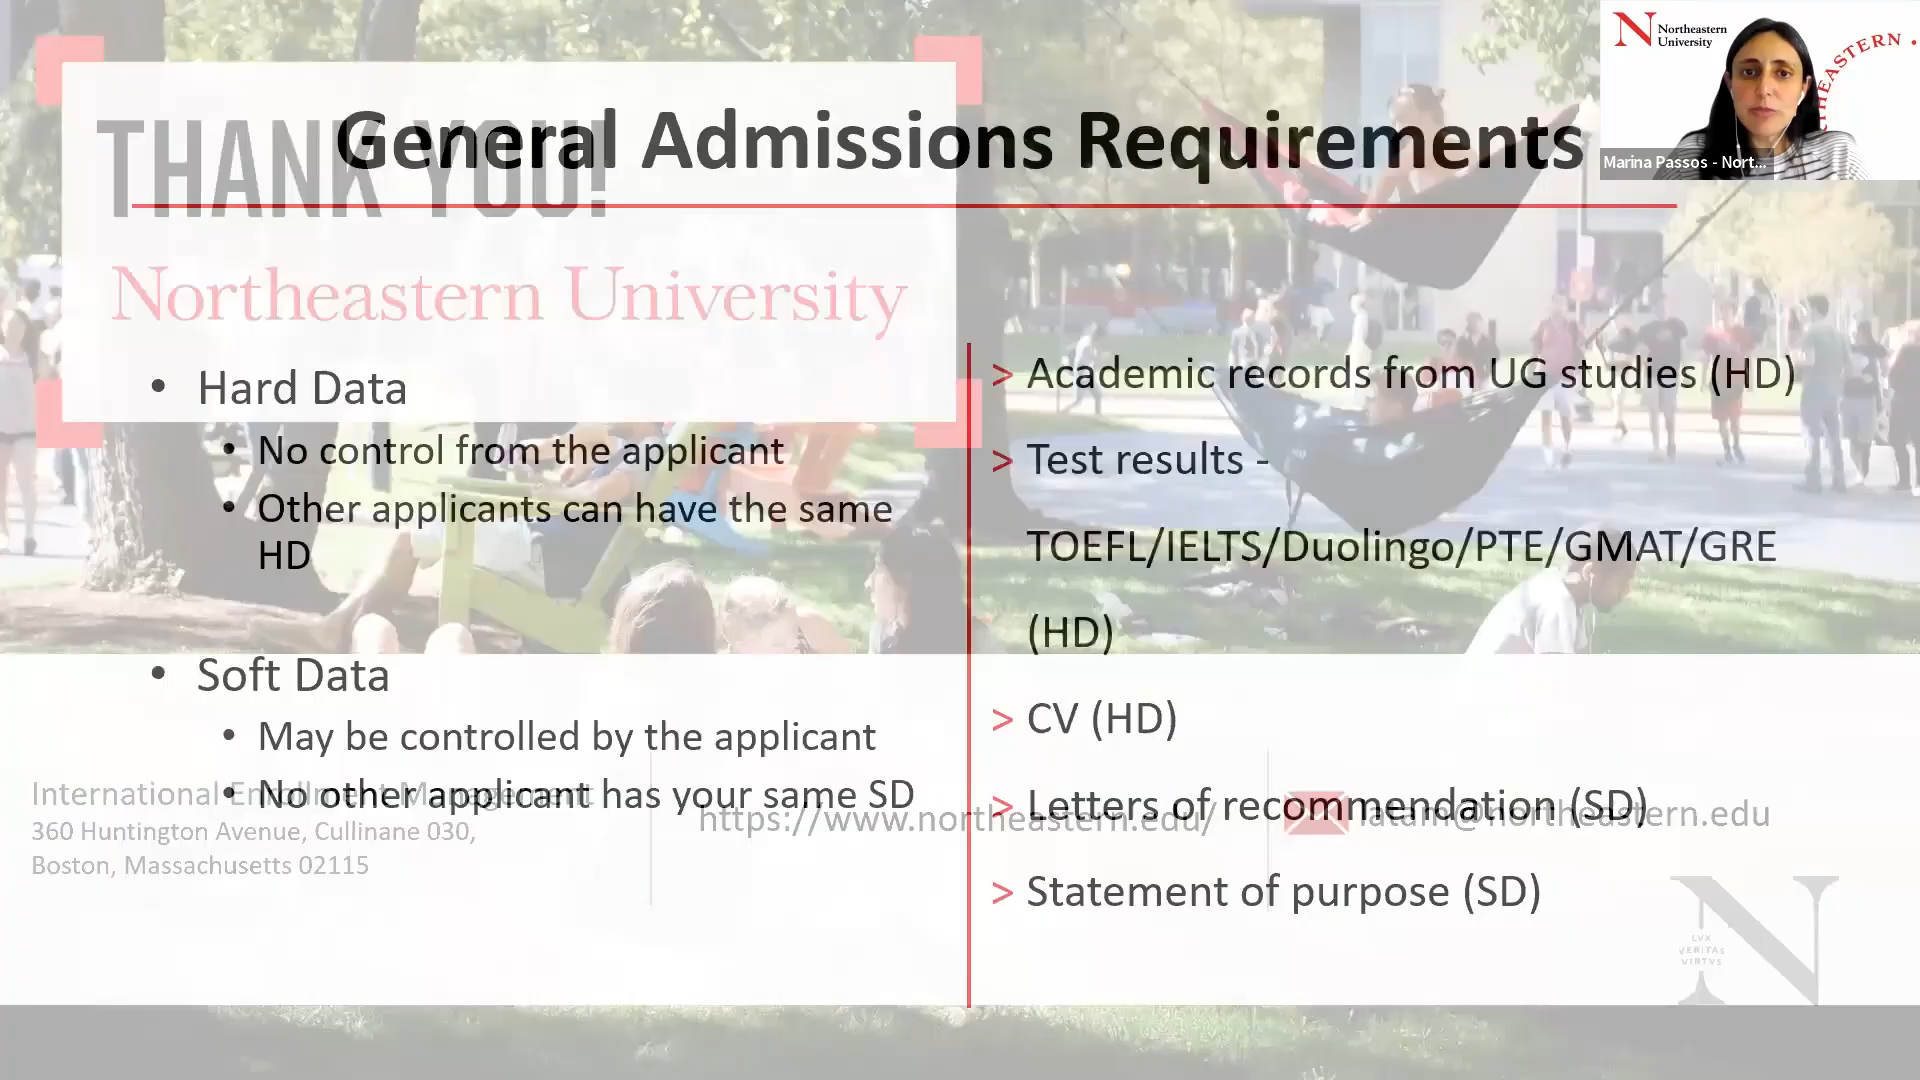 Northeastern
University
Marina Passos - Nort...
THANK YOU!
General Admissions Requirements
Northeastern University
• Hard Data
• No control from the applicant
• Other applicants can have the same
HD
• Soft Data
• May be controlled by the applicant
• No other applicant has your same SD
> Academic records from UG studies (HD)
> Test results -
TOEFL/IELTS/Duolingo/PTE/GMAT/GRE
(HD)
> CV (HD)
> Letters of recommendation (SD)
> Statement of purpose (SD)
International Enrollment Management
360 Huntington Avenue, Cullinane 030,
Boston, Massachusetts 02115
https://www.northeastern.edu/
latam@northeastern.edu
LVX
VERITAS
VIRTVS